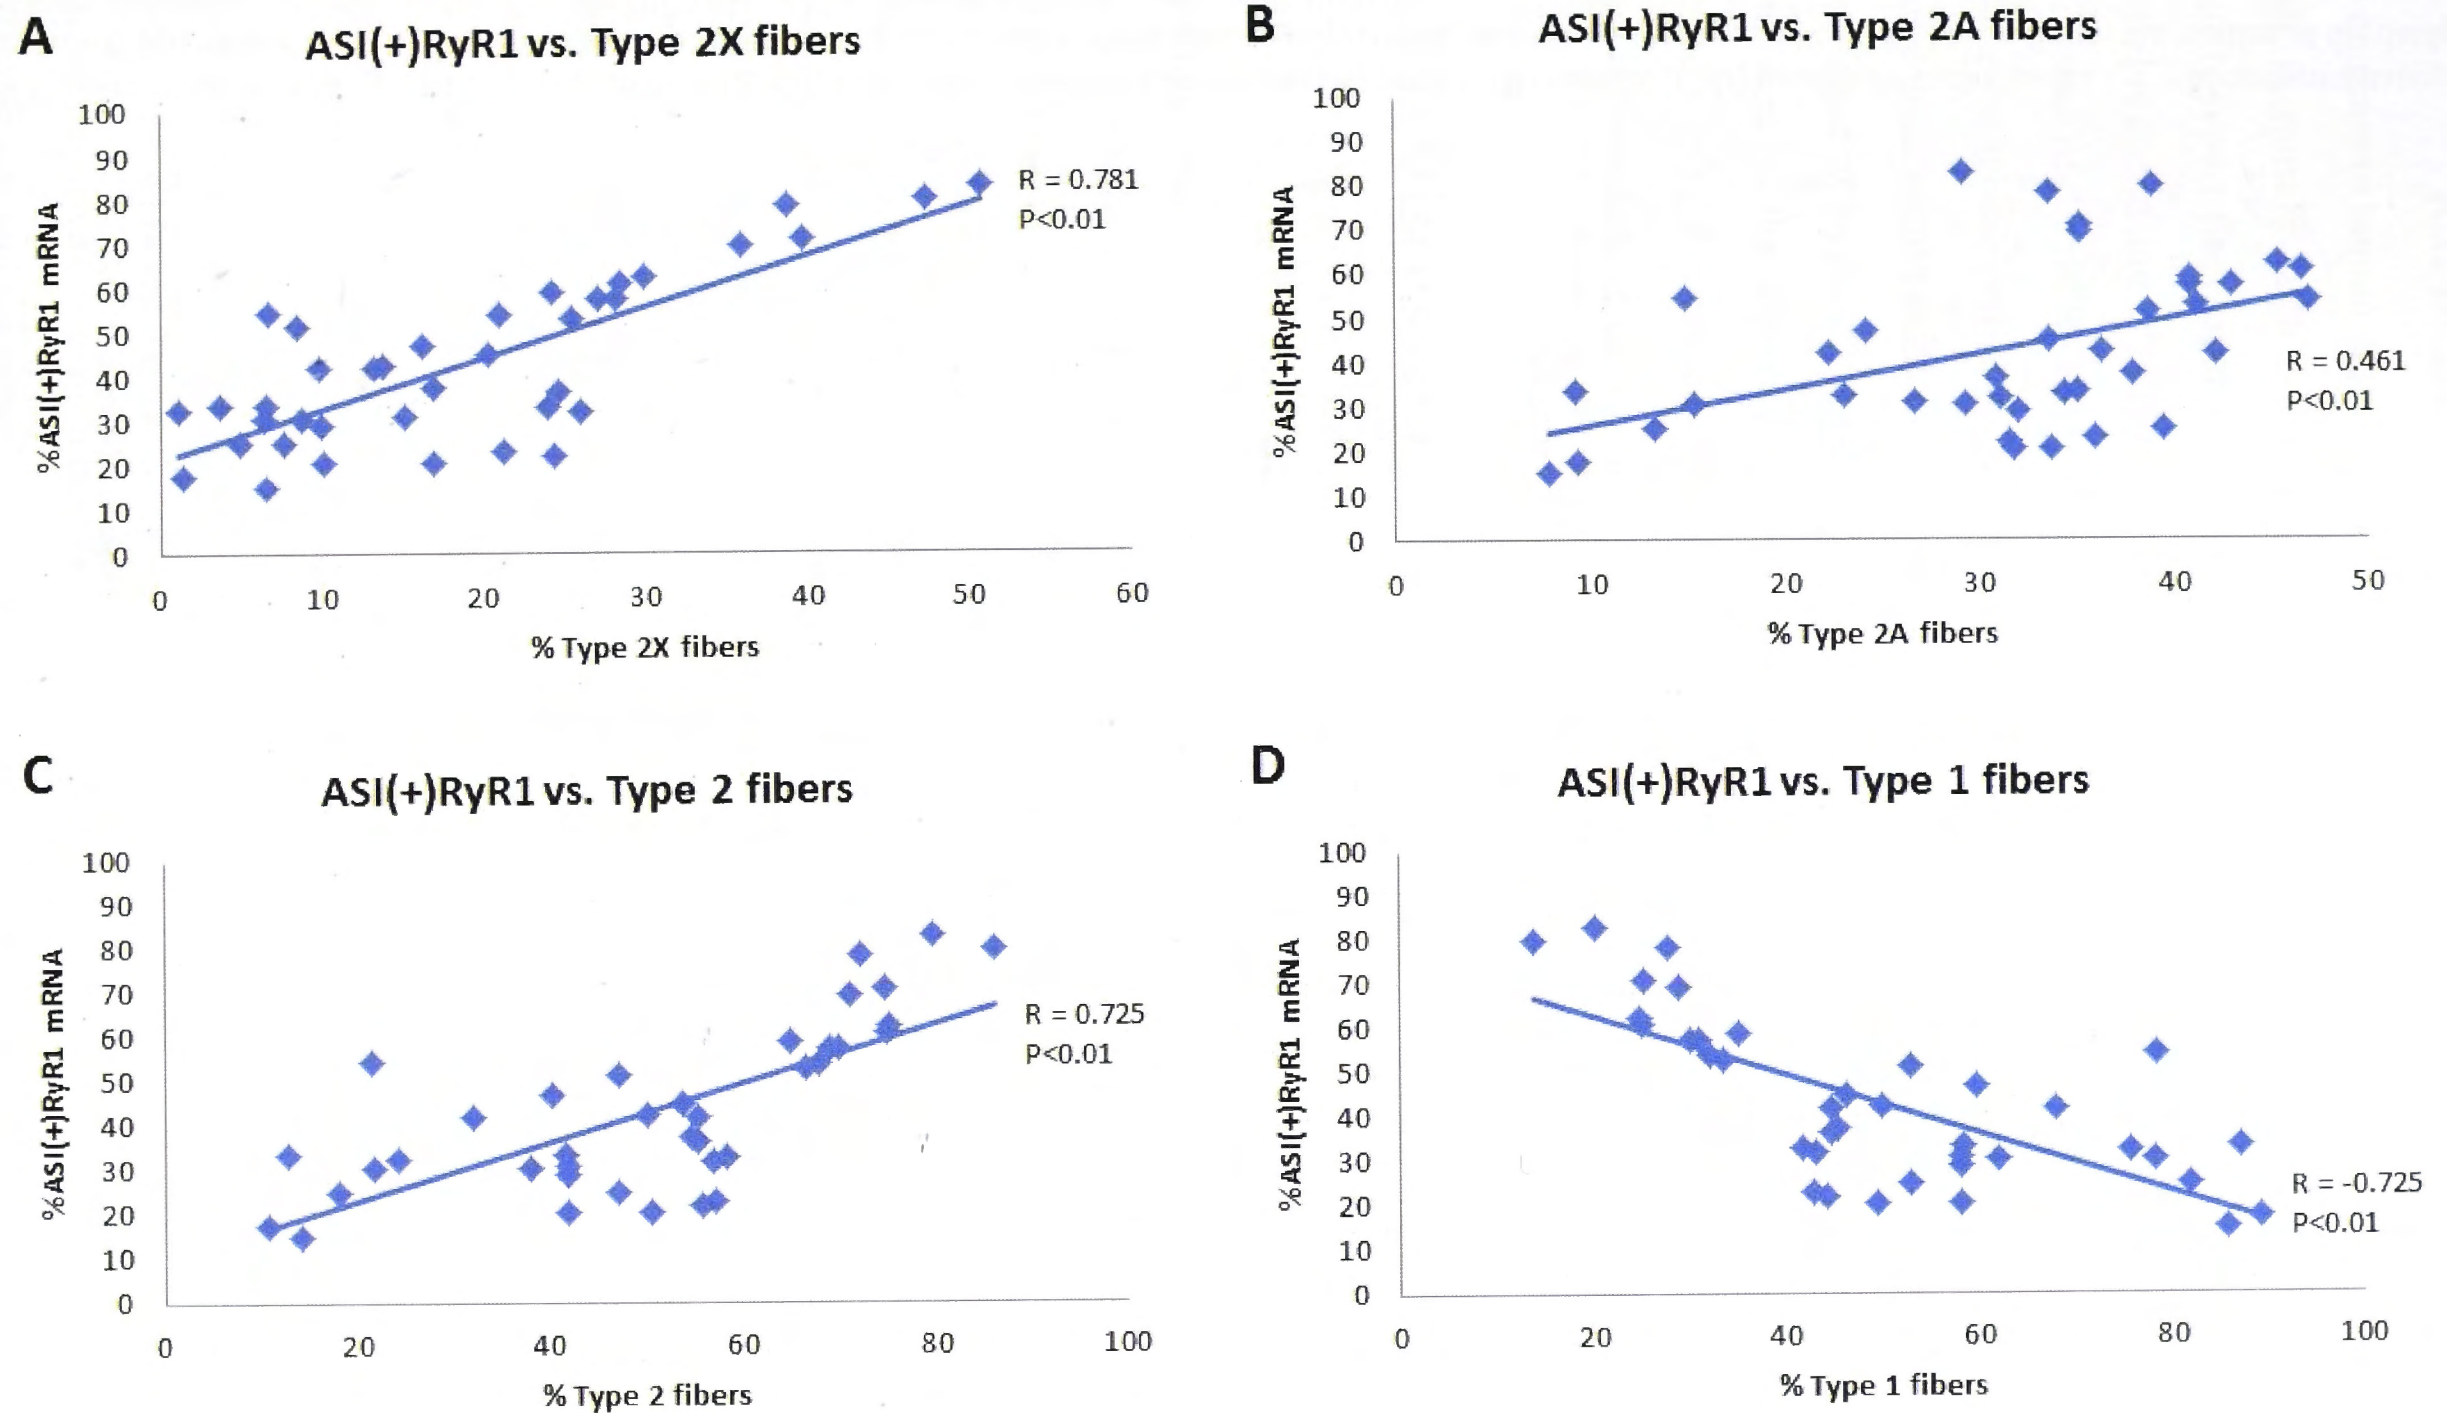 A
ASI(+)RyR1 vs. Type 2X fibers
100
90
80
70
60
50
40
30
20
10
0
%ASI(+)RyR1 mRNA
R = 0.781
P<0.01
0 10 20 30 40 50 60
% Type 2X fibers
B
ASI(+)RyR1 vs. Type 2A fibers
100
90
80
70
60
50
40
30
20
10
0
%ASI(+)RyR1 mRNA
R = 0.461
P<0.01
0 10 20 30 40 50
% Type 2A fibers
C
ASI(+)RyR1 vs. Type 2 fibers
100
90
80
70
60
50
40
30
20
10
0
%ASI(+)RyR1 mRNA
R = 0.725
P<0.01
0 20 40 60 80 100
% Type 2 fibers
D
ASI(+)RyR1 vs. Type 1 fibers
100
90
80
70
60
50
40
30
20
10
0
%ASI(+)RyR1 mRNA
R = -0.725
P<0.01
0 20 40 60 80 100
% Type 1 fibers